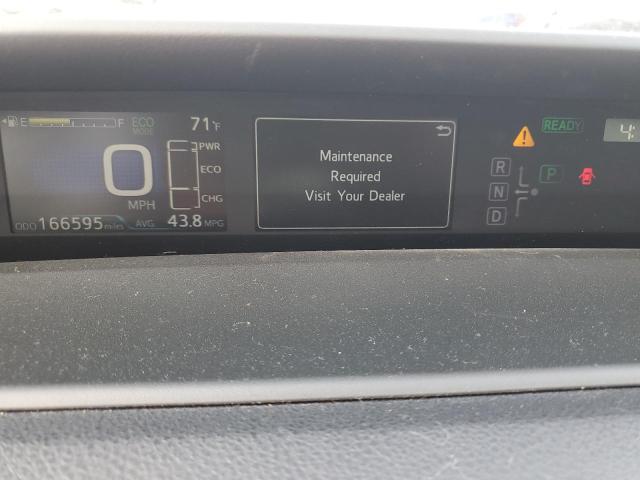 E F ECO MODE 71°F
0 MPH
PWR
ECO
CHG
ODO 166595 miles AVG. 43.8 MPG
Maintenance
Required
Visit Your Dealer
READY
4:
R
N
D
P